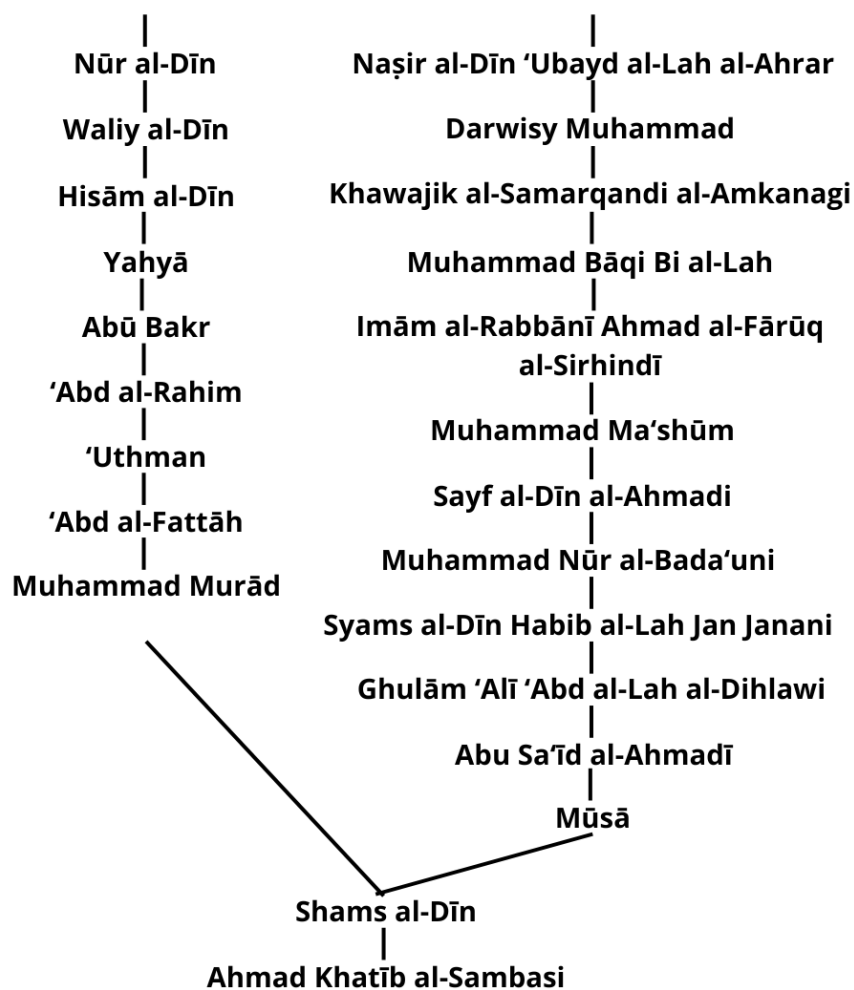 Nūr al-Dīn
Waliy al-Dīn
Hisām al-Dīn
Yahyā
Abū Bakr
‘Abd al-Rahim
‘Uthman
‘Abd al-Fattāh
Muhammad Murād
Naṣir al-Dīn ‘Ubayd al-Lah al-Ahrar
Darwisy Muhammad
Khawajik al-Samarqandi al-Amkanagi
Muhammad Bāqi Bi al-Lah
Imām al-Rabbānī Ahmad al-Fārūq
al-Sirhindī
Muhammad Ma‘shūm
Sayf al-Dīn al-Ahmadi
Muhammad Nūr al-Bada‘uni
Syams al-Dīn Habib al-Lah Jan Janani
Ghulām ‘Alī ‘Abd al-Lah al-Dihlawi
Abu Sa‘īd al-Ahmadī
Mūsā
Shams al-Dīn
Ahmad Khatīb al-Sambasi